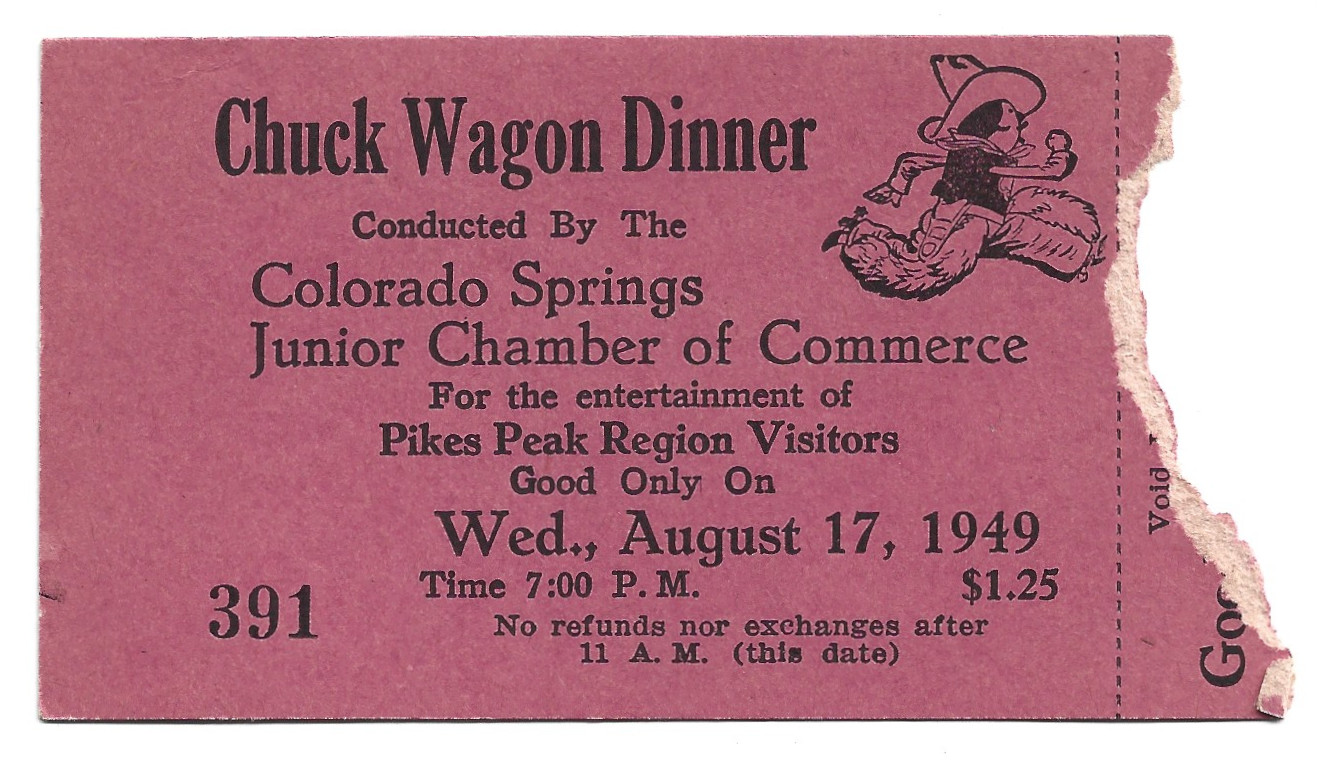 Chuck Wagon Dinner
Conducted By The
Colorado Springs
Junior Chamber of Commerce
For the entertainment of
Pikes Peak Region Visitors
Good Only On
Wed., August 17, 1949
Time 7:00 P. M. $1.25
391
No refunds nor exchanges after
11 A. M. (this date)
Void